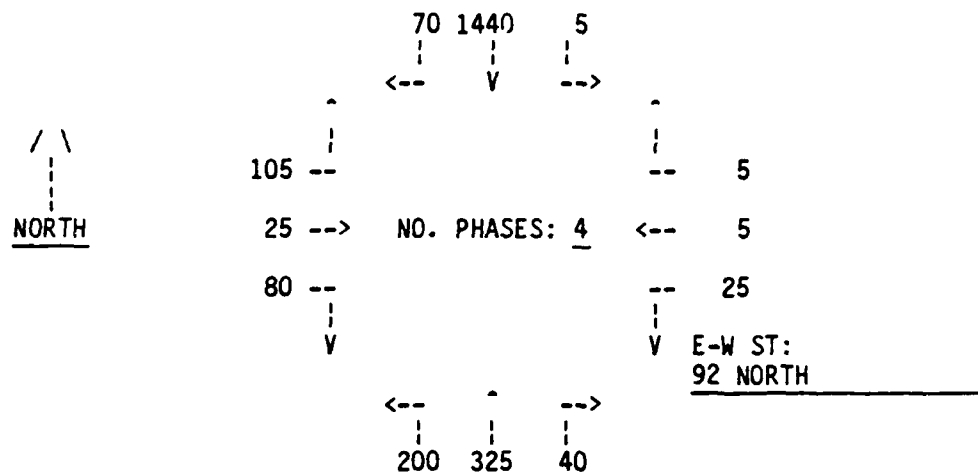 70 1440 5
<-- V -->
105 -- -- 5
NORTH 25 --> NO. PHASES: 4 <-- 5
80 -- -- 25
V V E-W ST:
92 NORTH
<-- ^ -->
200 325 40